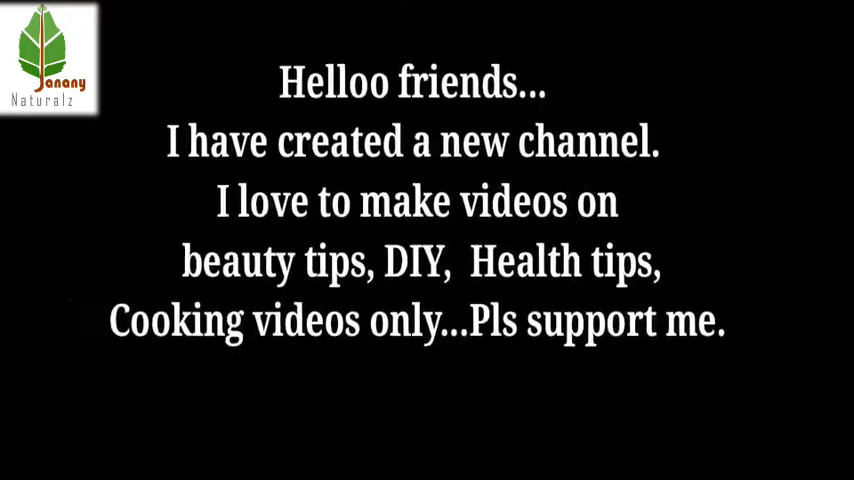 Janany
Naturalz
Helloo friends...
I have created a new channel.
I love to make videos on
beauty tips, DIY,  Health tips,
Cooking videos only...Pls support me.